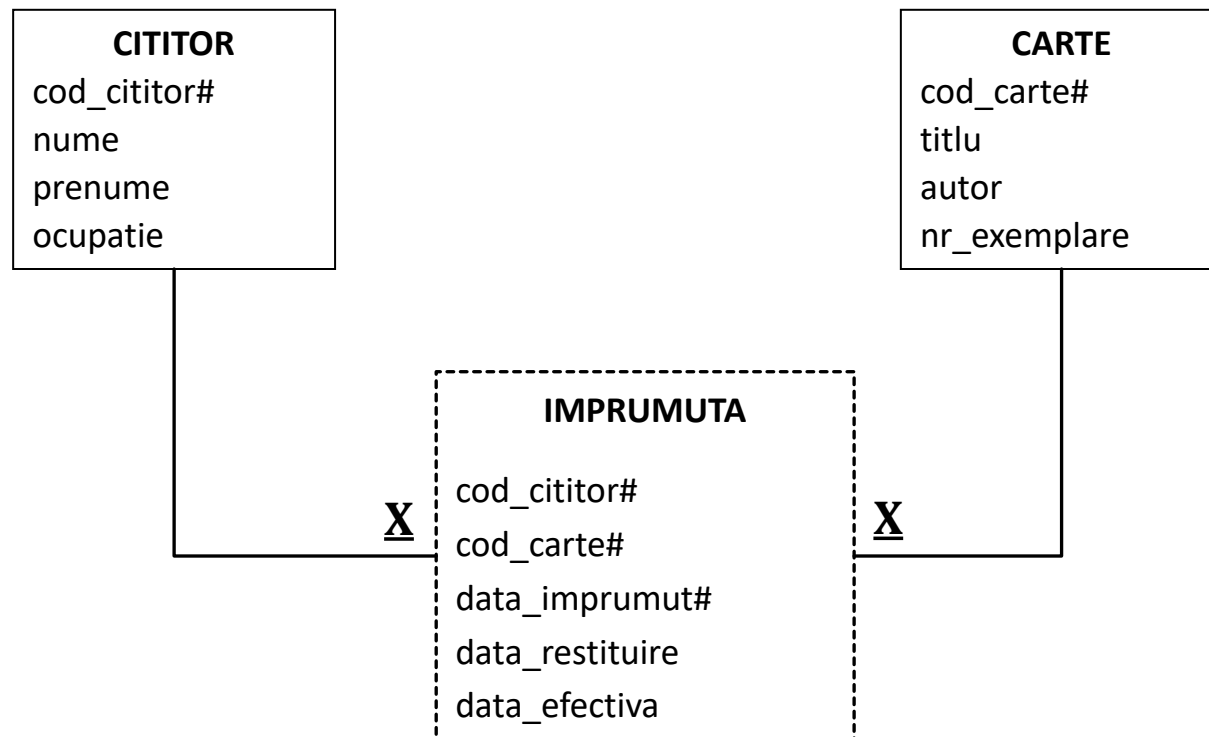 CITITOR
cod_cititor#
nume
prenume
ocupatie
CARTE
cod_carte#
titlu
autor
nr_exemplare
IMPRUMUTA
cod_cititor#
cod_carte#
data_imprumut#
data_restituire
data_efectiva
X
X